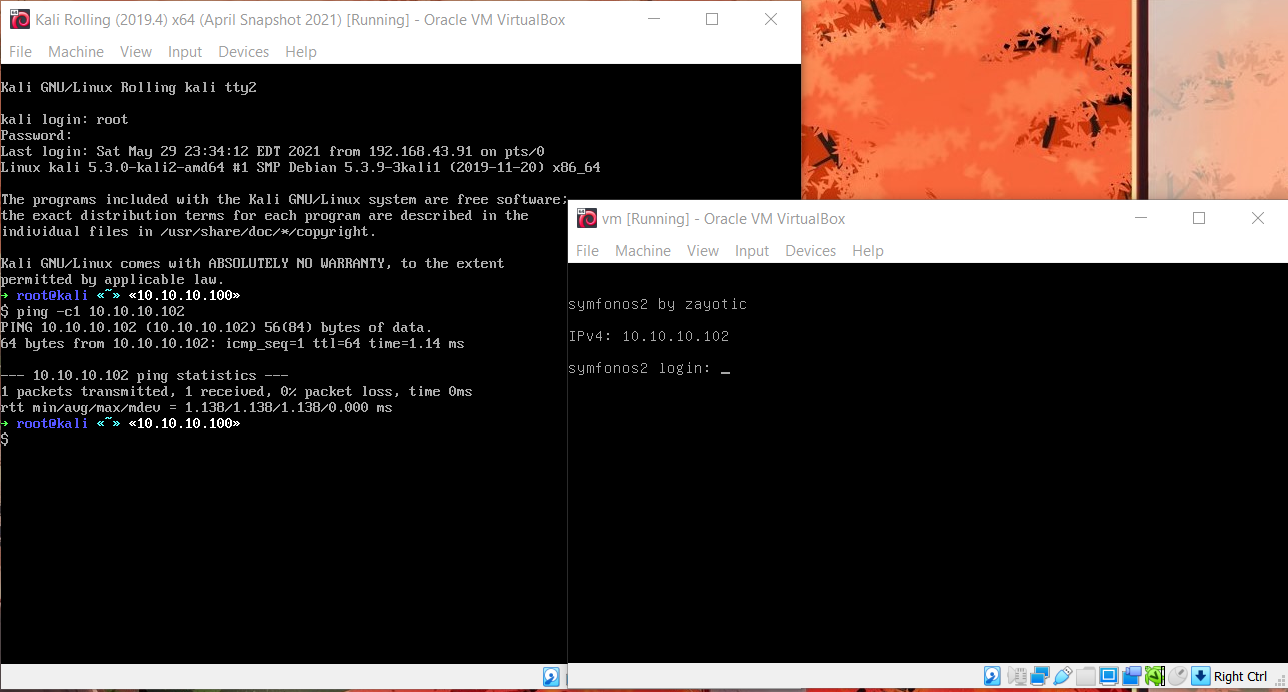 Kali Rolling (2019.4) x64 (April Snapshot 2021) [Running] - Oracle VM VirtualBox
File Machine View Input Devices Help
Kali GNU/Linux Rolling kali tty2
kali login: root
Password:
Last login: Sat May 29 23:34:12 EDT 2021 from 192.168.43.91 on pts/0
Linux kali 5.3.0-kali2-amd64 #1 SMP Debian 5.3.9-3kali1 (2019-11-20) x86_64
The programs included with the Kali GNU/Linux system are free software;
the exact distribution terms for each program are described in the
individual files in /usr/share/doc/*/copyright.
Kali GNU/Linux comes with ABSOLUTELY NO WARRANTY, to the extent
permitted by applicable law.
→ root@kali «~» «10.10.10.100»
$ ping -c1 10.10.10.102
PING 10.10.10.102 (10.10.10.102) 56(84) bytes of data.
64 bytes from 10.10.10.102: icmp_seq=1 ttl=64 time=1.14 ms
--- 10.10.10.102 ping statistics ---
1 packets transmitted, 1 received, 0% packet loss, time 0ms
rtt min/avg/max/mdev = 1.138/1.138/1.138/0.000 ms
→ root@kali «~» «10.10.10.100»
$
vm [Running] - Oracle VM VirtualBox
File Machine View Input Devices Help
symfonos2 by zayotic
IPv4: 10.10.10.102
symfonos2 login: _
Right Ctrl